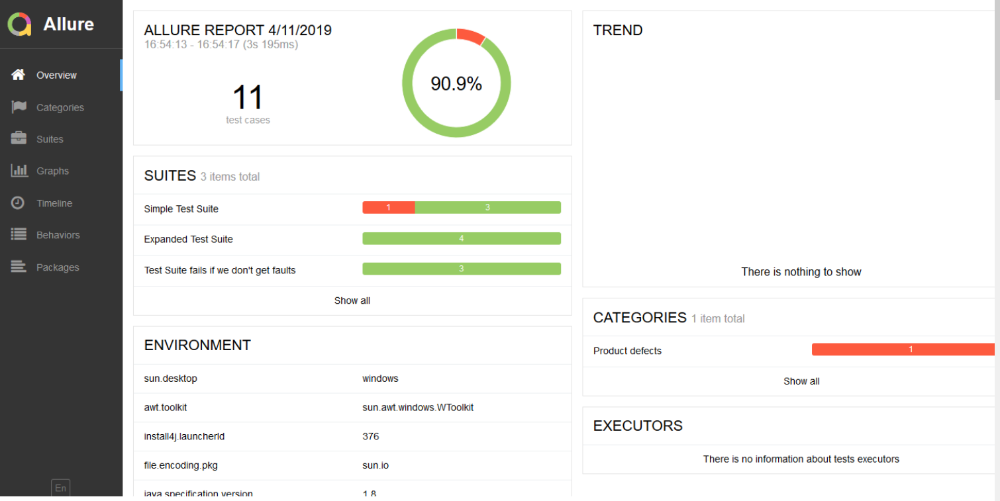 Allure
Overview
Categories
Suites
Graphs
Timeline
Behaviors
Packages
En
ALLURE REPORT 4/11/2019
16:54:13 - 16:54:17 (3s 195ms)
11
test cases
90.9%
SUITES 3 items total
Simple Test Suite 1 3
Expanded Test Suite 4
Test Suite fails if we don't get faults 3
Show all
ENVIRONMENT
sun.desktop windows
awt.toolkit sun.awt.windows.WToolkit
install4j.launcherId 376
file.encoding.pkg sun.io
java.specification.version 1.8
TREND
There is nothing to show
CATEGORIES 1 item total
Product defects 1
Show all
EXECUTORS
There is no information about tests executors